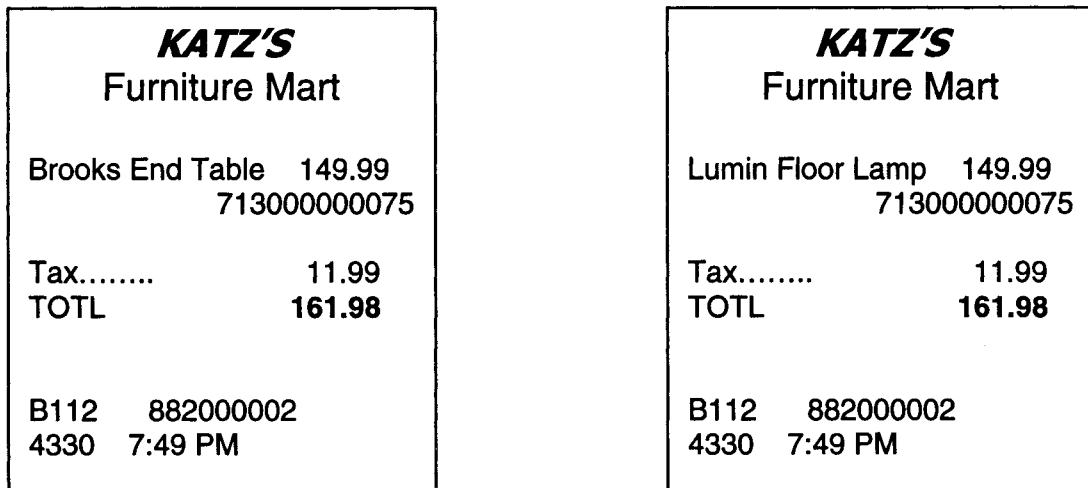 KATZ'S
Furniture Mart
Brooks End Table 149.99
713000000075
Tax........ 11.99
TOTL 161.98
B112 882000002
4330 7:49 PM
KATZ'S
Furniture Mart
Lumin Floor Lamp 149.99
713000000075
Tax........ 11.99
TOTL 161.98
B112 882000002
4330 7:49 PM